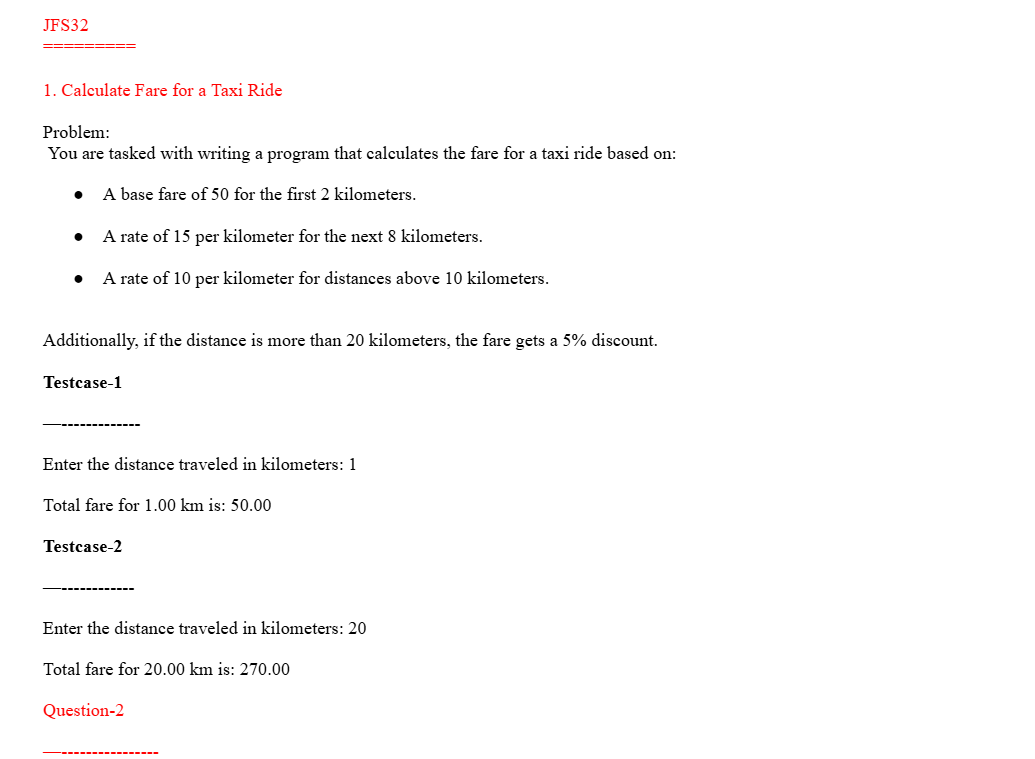 JFS32
=========
1. Calculate Fare for a Taxi Ride
Problem:
You are tasked with writing a program that calculates the fare for a taxi ride based on:
● A base fare of 50 for the first 2 kilometers.
● A rate of 15 per kilometer for the next 8 kilometers.
● A rate of 10 per kilometer for distances above 10 kilometers.
Additionally, if the distance is more than 20 kilometers, the fare gets a 5% discount.
Testcase-1
—-------------
Enter the distance traveled in kilometers: 1
Total fare for 1.00 km is: 50.00
Testcase-2
—------------
Enter the distance traveled in kilometers: 20
Total fare for 20.00 km is: 270.00
Question-2
—----------------